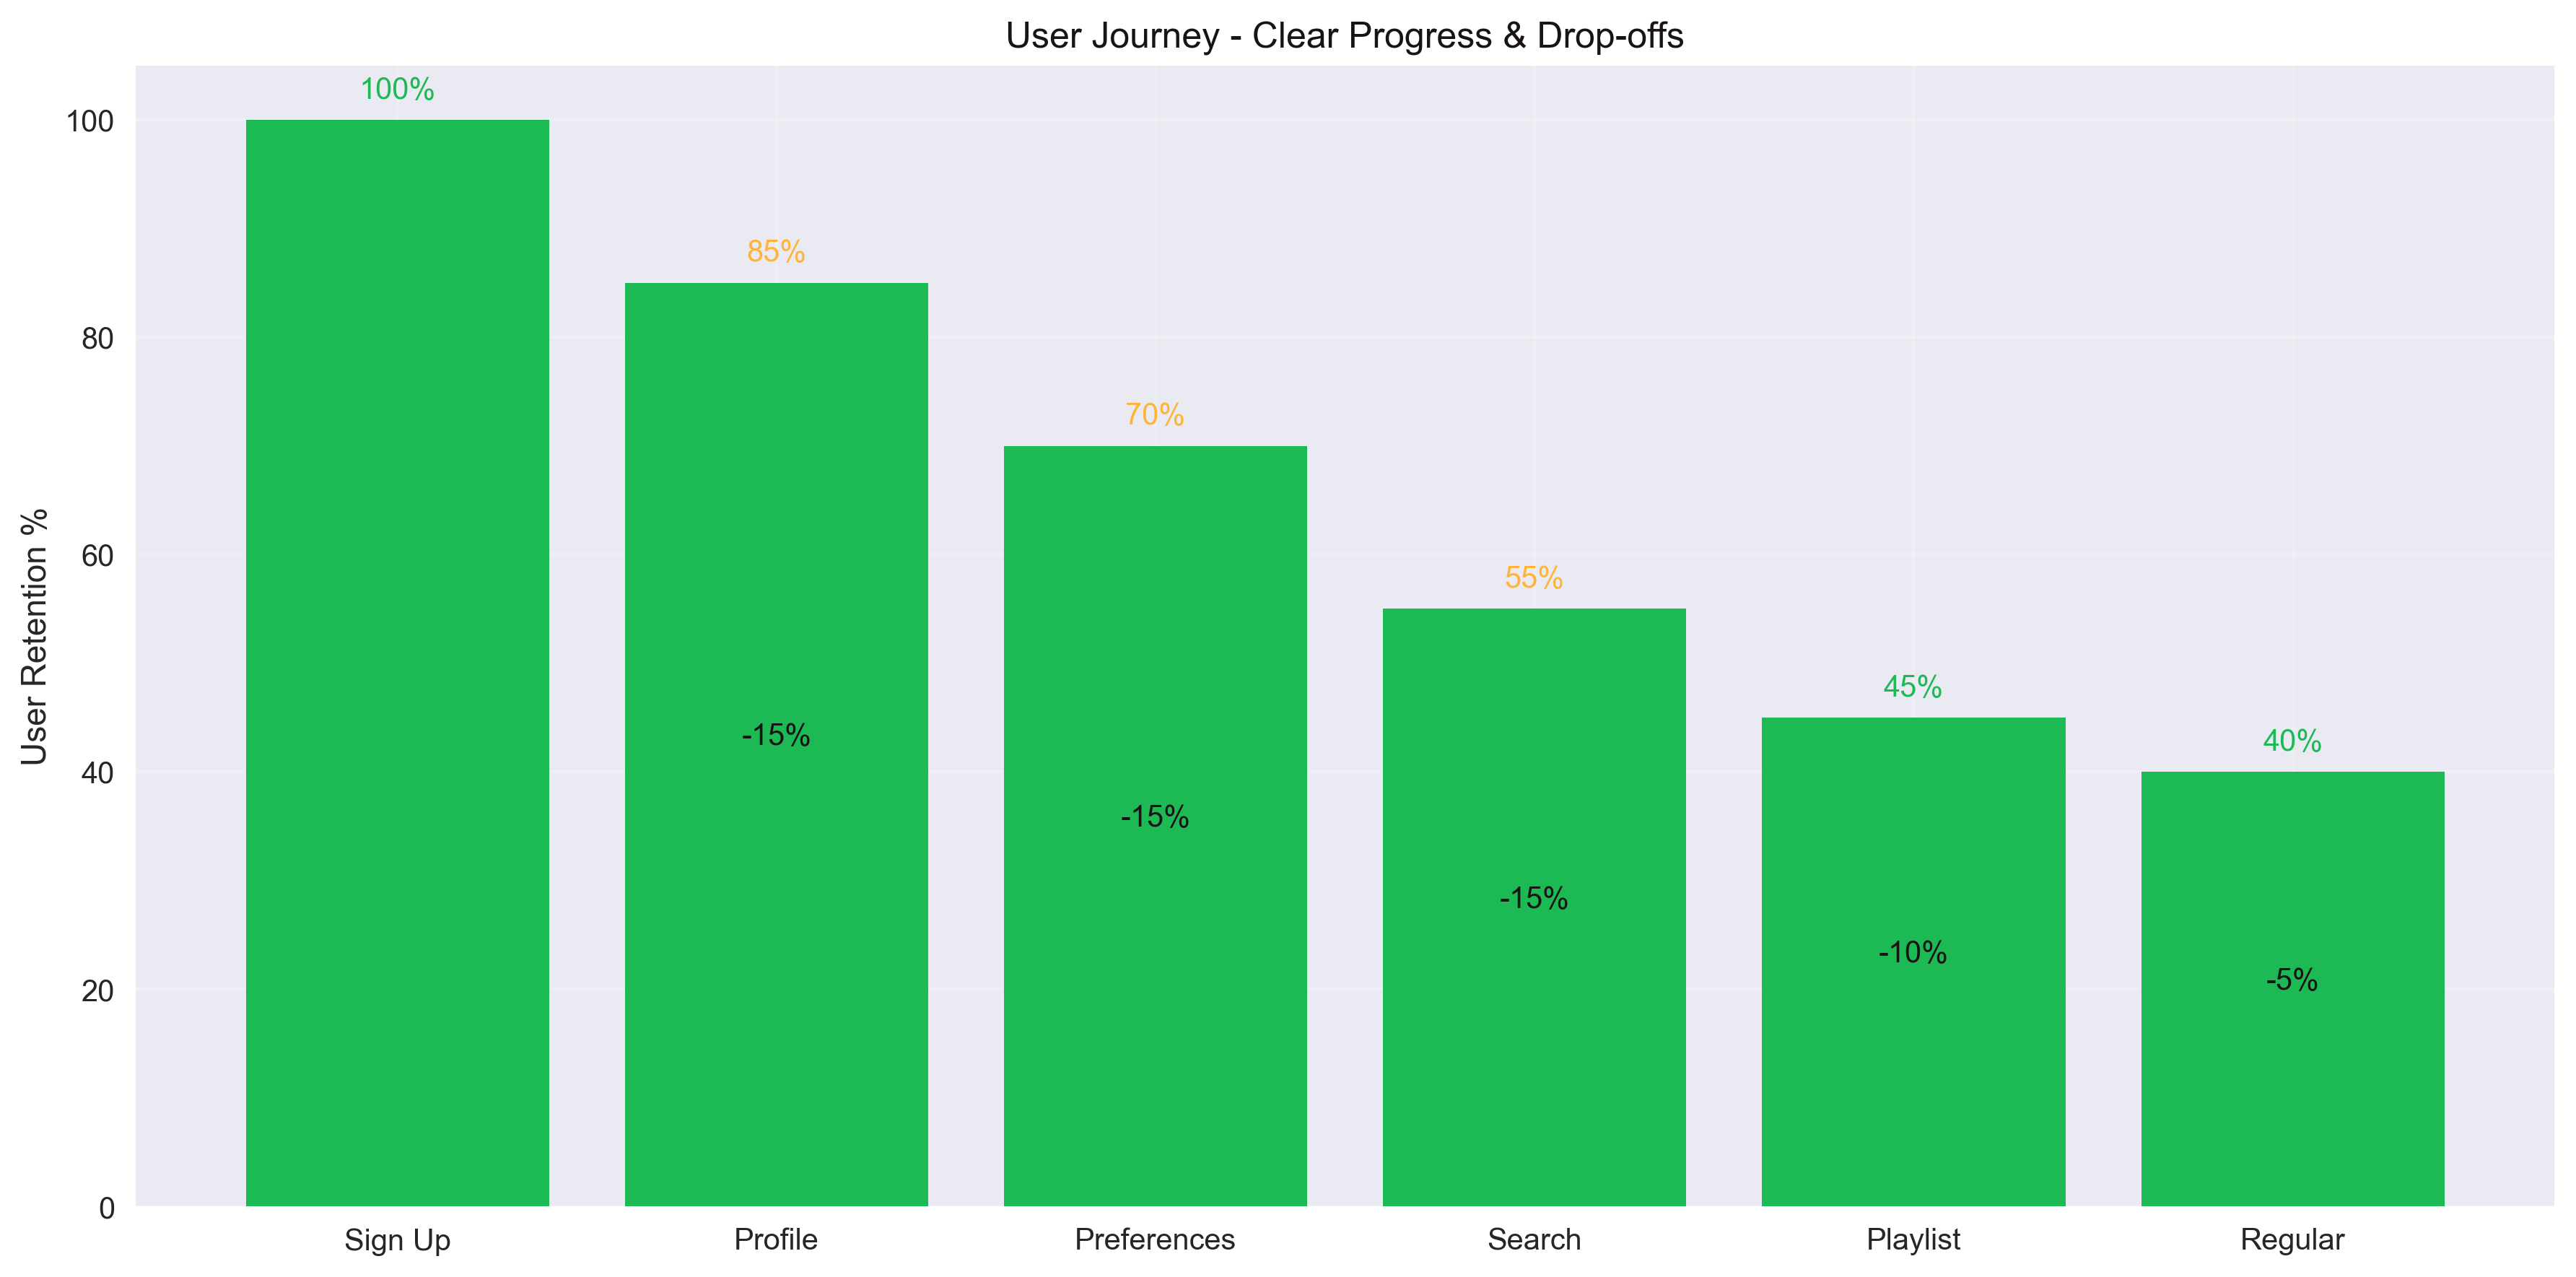 User Journey - Clear Progress & Drop-offs
User Retention %
100
80
60
40
20
0
100%
85%
70%
55%
45%
40%
-15%
-15%
-15%
-10%
-5%
Sign Up
Profile
Preferences
Search
Playlist
Regular